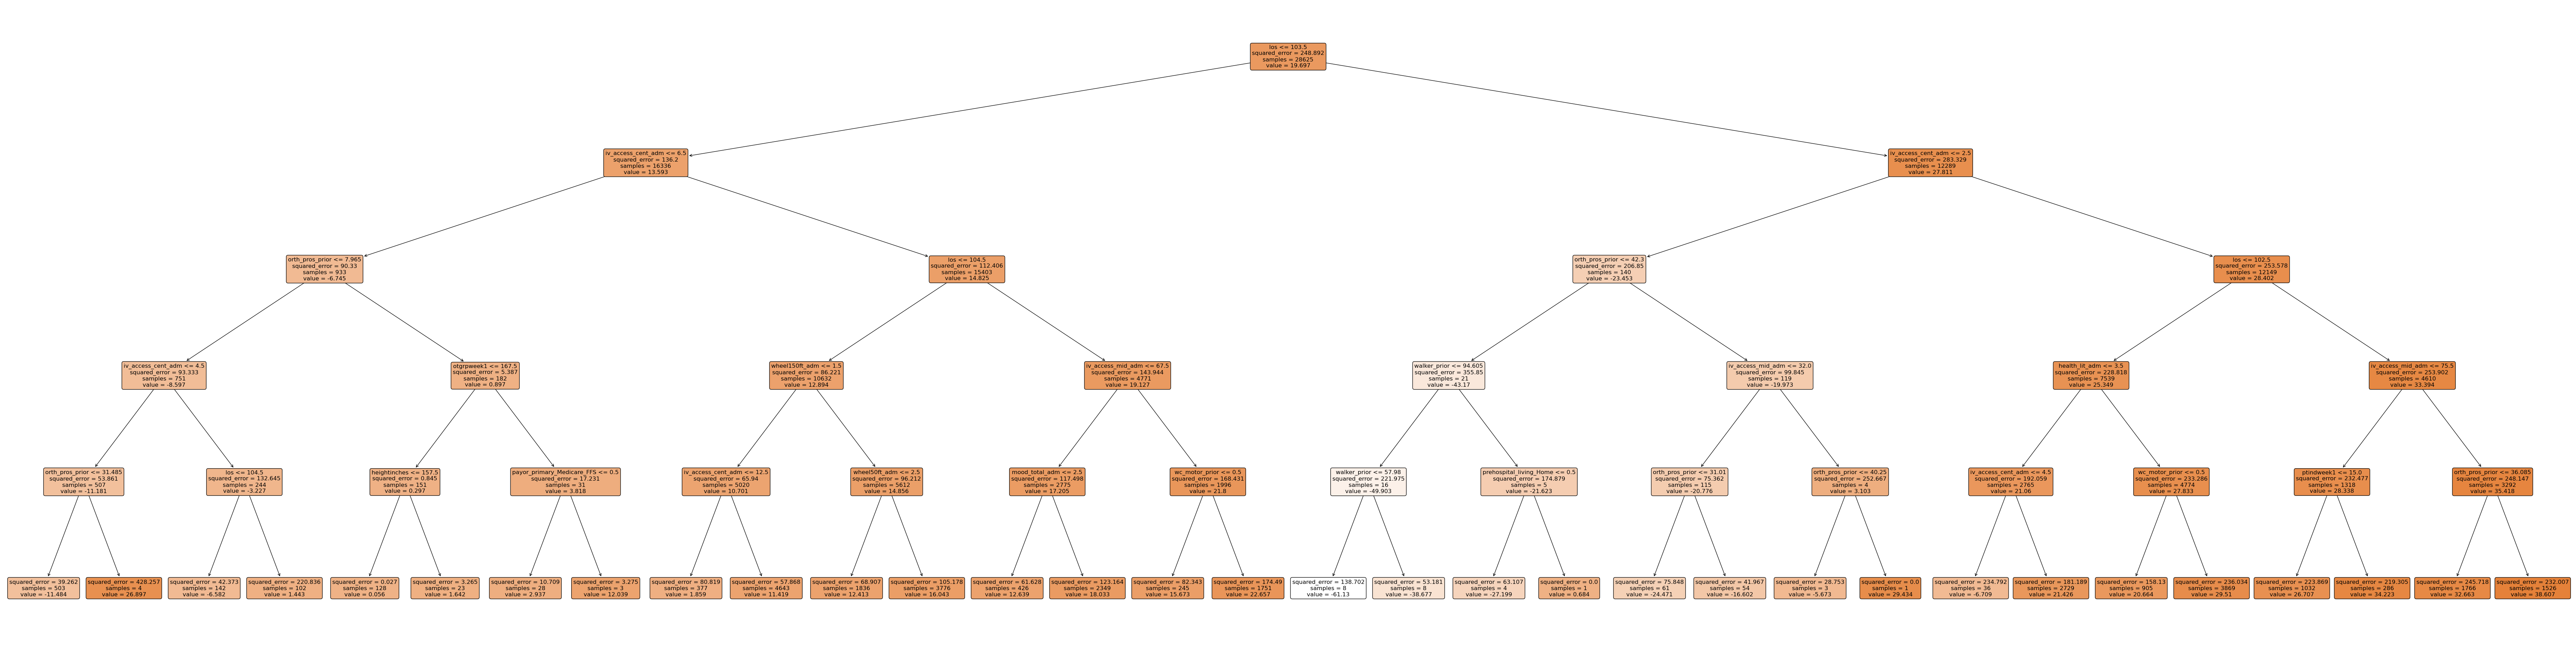 los <= 103.5
squared_error = 248.892
samples = 28625
value = 19.697
iv_access_cent_adm <= 6.5
squared_error = 136.2
samples = 16336
value = 13.593
iv_access_cent_adm <= 2.5
squared_error = 283.329
samples = 12289
value = 27.811
orth_pros_prior <= 7.965
squared_error = 90.33
samples = 933
value = -6.745
los <= 104.5
squared_error = 112.406
samples = 15403
value = 14.825
orth_pros_prior <= 42.3
squared_error = 206.85
samples = 140
value = -23.453
los <= 102.5
squared_error = 253.578
samples = 12149
value = 28.402
iv_access_cent_adm <= 4.5
squared_error = 93.333
samples = 751
value = -8.597
otgrpweek1 <= 167.5
squared_error = 5.387
samples = 182
value = 0.897
wheel150ft_adm <= 1.5
squared_error = 86.221
samples = 10632
value = 12.894
iv_access_mid_adm <= 67.5
squared_error = 143.944
samples = 4771
value = 19.127
walker_prior <= 94.605
squared_error = 355.85
samples = 21
value = -43.17
iv_access_mid_adm <= 32.0
squared_error = 99.845
samples = 119
value = -19.973
health_lit_adm <= 3.5
squared_error = 228.818
samples = 7539
value = 25.349
iv_access_mid_adm <= 75.5
squared_error = 253.902
samples = 4610
value = 33.394
orth_pros_prior <= 31.485
squared_error = 53.861
samples = 507
value = -11.181
los <= 104.5
squared_error = 132.645
samples = 244
value = -3.227
heightinches <= 157.5
squared_error = 0.845
samples = 151
value = 0.297
payor_primary_Medicare_FFS <= 0.5
squared_error = 17.231
samples = 31
value = 3.818
iv_access_cent_adm <= 12.5
squared_error = 65.94
samples = 5020
value = 10.701
wheel50ft_adm <= 2.5
squared_error = 96.212
samples = 5612
value = 14.856
mood_total_adm <= 2.5
squared_error = 117.498
samples = 2775
value = 17.205
wc_motor_prior <= 0.5
squared_error = 168.431
samples = 1996
value = 21.8
walker_prior <= 57.98
squared_error = 221.975
samples = 16
value = -49.903
prehospital_living_Home <= 0.5
squared_error = 174.879
samples = 5
value = -21.623
orth_pros_prior <= 31.01
squared_error = 75.362
samples = 115
value = -20.776
orth_pros_prior <= 40.25
squared_error = 252.667
samples = 4
value = 3.103
iv_access_cent_adm <= 4.5
squared_error = 192.059
samples = 2765
value = 21.06
wc_motor_prior <= 0.5
squared_error = 233.286
samples = 4774
value = 27.833
ptindweek1 <= 15.0
squared_error = 232.477
samples = 1318
value = 28.338
orth_pros_prior <= 36.085
squared_error = 248.147
samples = 3292
value = 35.418
squared_error = 39.262
samples = 503
value = -11.484
squared_error = 428.257
samples = 4
value = 26.897
squared_error = 42.373
samples = 142
value = -6.582
squared_error = 220.836
samples = 102
value = 1.443
squared_error = 0.027
samples = 128
value = 0.056
squared_error = 3.265
samples = 23
value = 1.642
squared_error = 10.709
samples = 28
value = 2.937
squared_error = 3.275
samples = 3
value = 12.039
squared_error = 80.819
samples = 377
value = 1.859
squared_error = 57.868
samples = 4643
value = 11.419
squared_error = 68.907
samples = 1836
value = 12.413
squared_error = 105.178
samples = 3776
value = 16.043
squared_error = 61.628
samples = 426
value = 12.639
squared_error = 123.164
samples = 2349
value = 18.033
squared_error = 82.343
samples = 245
value = 15.673
squared_error = 174.49
samples = 1751
value = 22.657
squared_error = 138.702
samples = 8
value = -61.13
squared_error = 53.181
samples = 8
value = -38.677
squared_error = 63.107
samples = 4
value = -27.199
squared_error = 0.0
samples = 1
value = 0.684
squared_error = 75.848
samples = 61
value = -24.471
squared_error = 41.967
samples = 54
value = -16.602
squared_error = 28.753
samples = 3
value = -5.673
squared_error = 0.0
samples = 1
value = 29.434
squared_error = 234.792
samples = 36
value = -6.709
squared_error = 181.189
samples = 2729
value = 21.426
squared_error = 158.13
samples = 905
value = 20.664
squared_error = 236.034
samples = 3869
value = 29.51
squared_error = 223.869
samples = 1032
value = 26.707
squared_error = 219.305
samples = 286
value = 34.223
squared_error = 245.718
samples = 1766
value = 32.663
squared_error = 232.007
samples = 1526
value = 38.607